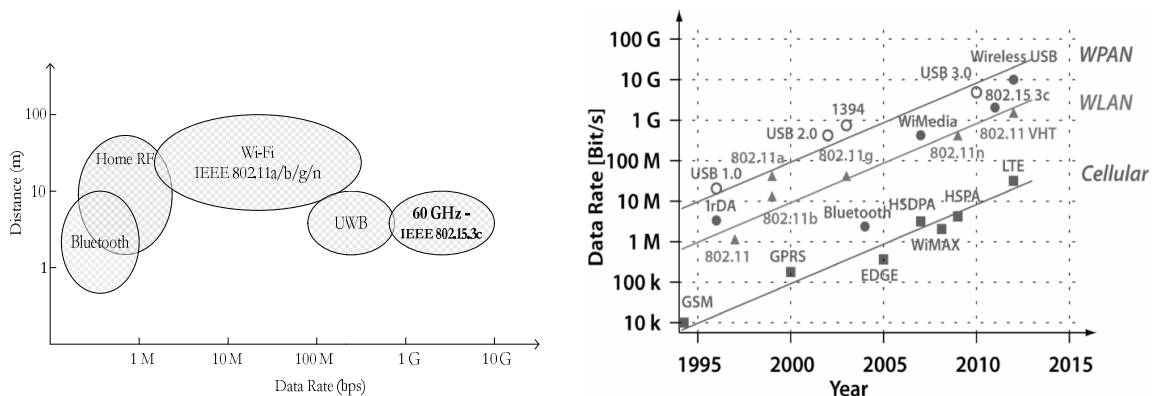 100
10
1
Distance (m)
Home RF
Bluetooth
Wi-Fi
IEEE 802.11a/b/g/n
UWB
60 GHz -
IEEE 802.15.3c
1 M
10 M
100 M
1 G
10 G
Data Rate (bps)
100 G
10 G
1 G
100 M
10 M
1 M
100 k
10 k
Data Rate [Bit/s]
WPAN
WLAN
Cellular
Wireless USB
USB 3.0
802.15.3c
1394
USB 2.0
WiMedia
802.11 VHT
802.11a
802.11g
802.11n
LTE
USB 1.0
IrDA
802.11b
Bluetooth
HSDPA
HSPA
802.11
WiMAX
GPRS
EDGE
GSM
1995
2000
2005
2010
2015
Year